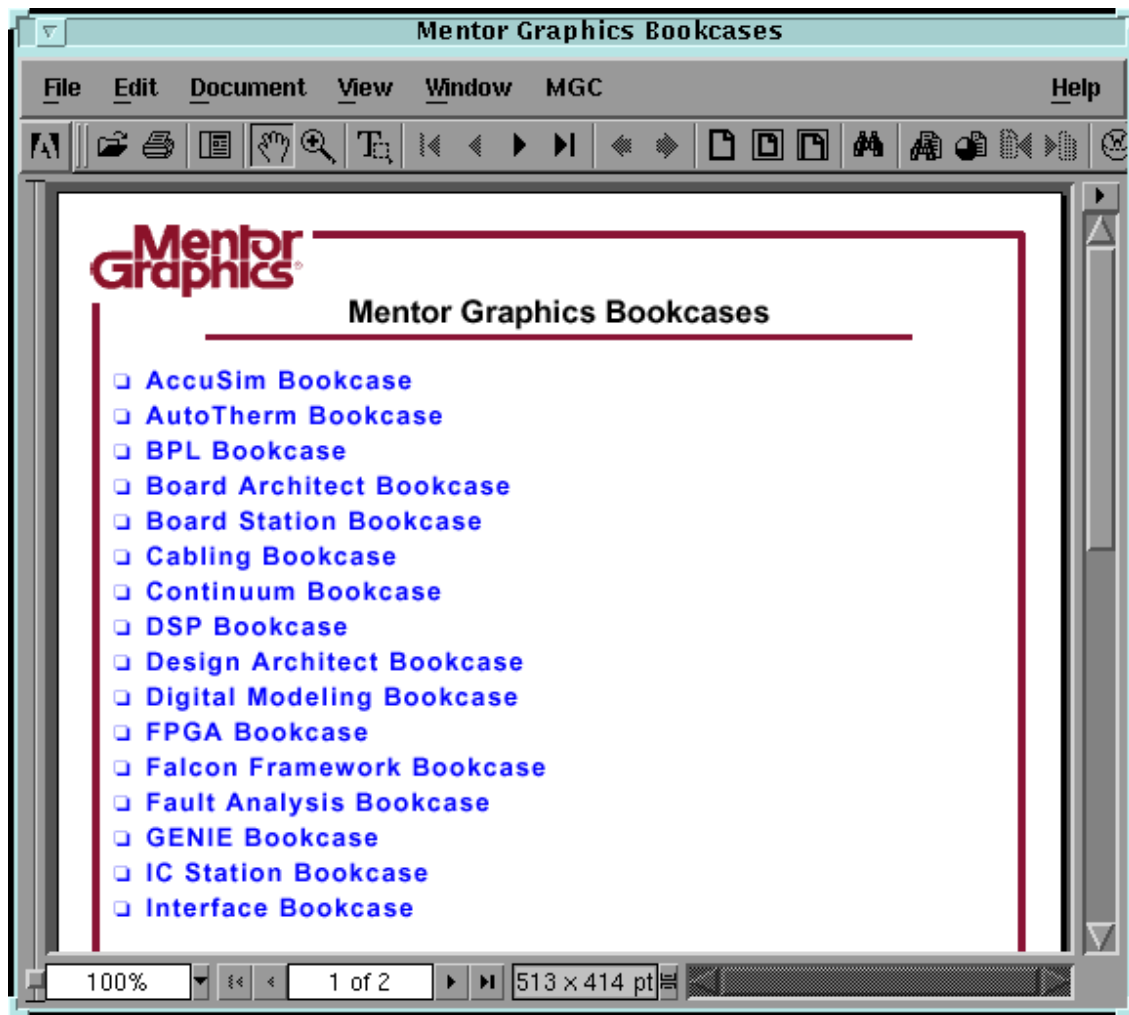 Mentor Graphics Bookcases
File Edit Document View Window MGC Help
Mentor
Graphics®
Mentor Graphics Bookcases
AccuSim Bookcase
AutoTherm Bookcase
BPL Bookcase
Board Architect Bookcase
Board Station Bookcase
Cabling Bookcase
Continuum Bookcase
DSP Bookcase
Design Architect Bookcase
Digital Modeling Bookcase
FPGA Bookcase
Falcon Framework Bookcase
Fault Analysis Bookcase
GENIE Bookcase
IC Station Bookcase
Interface Bookcase
100% 1 of 2 513 × 414 pt